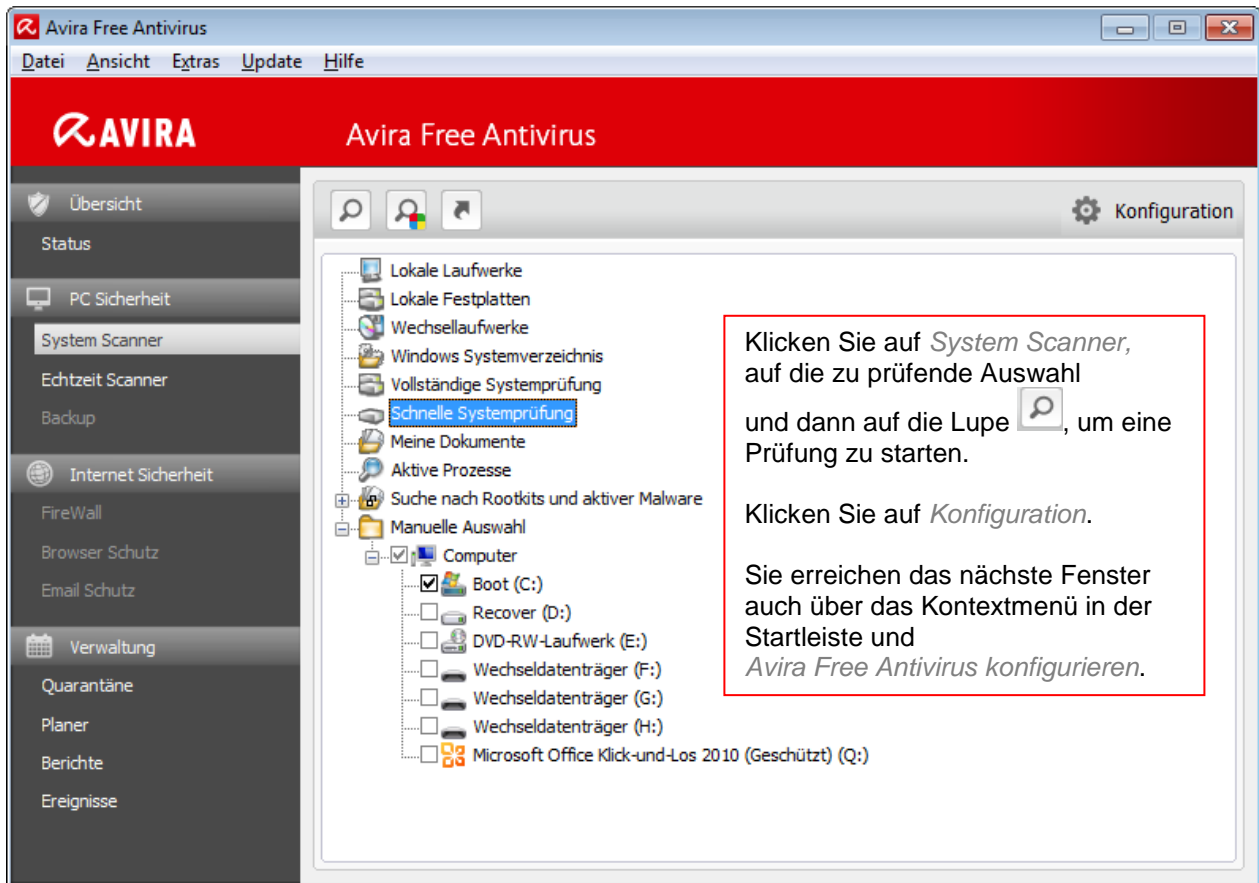 Avira Free Antivirus
Datei Ansicht Extras Update Hilfe
AVIRA
Avira Free Antivirus
Übersicht
Status
PC Sicherheit
System Scanner
Echtzeit Scanner
Backup
Internet Sicherheit
FireWall
Browser Schutz
Email Schutz
Verwaltung
Quarantäne
Planer
Berichte
Ereignisse
Konfiguration
Lokale Laufwerke
Lokale Festplatten
Wechsellaufwerke
Windows Systemverzeichnis
Vollständige Systemprüfung
Schnelle Systemprüfung
Meine Dokumente
Aktive Prozesse
Suche nach Rootkits und aktiver Malware
Manuelle Auswahl
Computer
Boot (C:)
Recover (D:)
DVD-RW-Laufwerk (E:)
Wechseldatenträger (F:)
Wechseldatenträger (G:)
Wechseldatenträger (H:)
Microsoft Office Klick-und-Los 2010 (Geschützt) (Q:)
Klicken Sie auf System Scanner,
auf die zu prüfende Auswahl
und dann auf die Lupe , um eine
Prüfung zu starten.
Klicken Sie auf Konfiguration.
Sie erreichen das nächste Fenster
auch über das Kontextmenü in der
Startleiste und
Avira Free Antivirus konfigurieren.